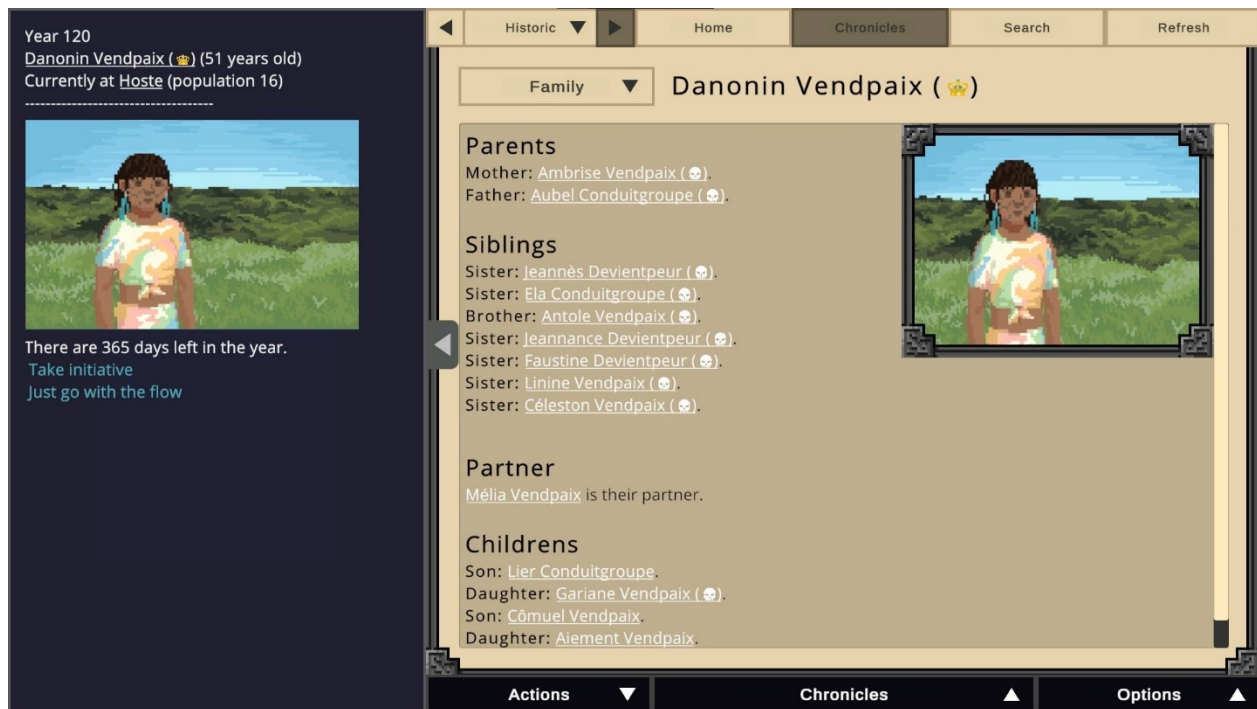 Year 120
Danonin Vendpaix (👑) (51 years old)
Currently at Hoste (population 16)
------------------------------------
There are 365 days left in the year.
Take initiative
Just go with the flow
Historic
Home
Chronicles
Search
Refresh
Family
Danonin Vendpaix (👑)
Parents
Mother: Ambrise Vendpaix (💀).
Father: Aubel Conduitgroupe (💀).
Siblings
Sister: Jeannès Devientpeur (💀).
Sister: Ela Conduitgroupe (💀).
Brother: Antole Vendpaix (💀).
Sister: Jeannance Devientpeur (💀).
Sister: Faustine Devientpeur (💀).
Sister: Linine Vendpaix (💀).
Sister: Céleston Vendpaix (💀).
Partner
Mélia Vendpaix is their partner.
Childrens
Son: Lier Conduitgroupe.
Daughter: Gariane Vendpaix (💀).
Son: Cômuel Vendpaix.
Daughter: Aiement Vendpaix.
Actions
Chronicles
Options